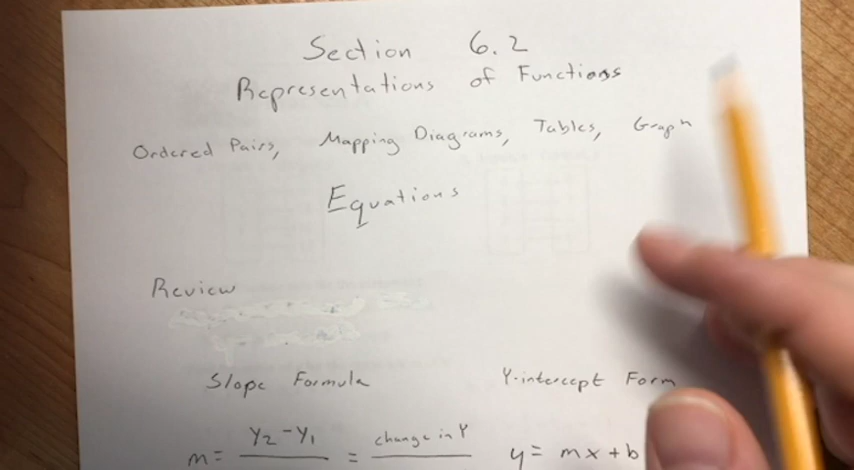 Section 6.2
Representations of Functions
Ordered Pairs, Mapping Diagrams, Tables, Graph
Equations
Review
Slope Formula Y-intercept Form
m = Y2 - Y1 = change in Y y = mx + b